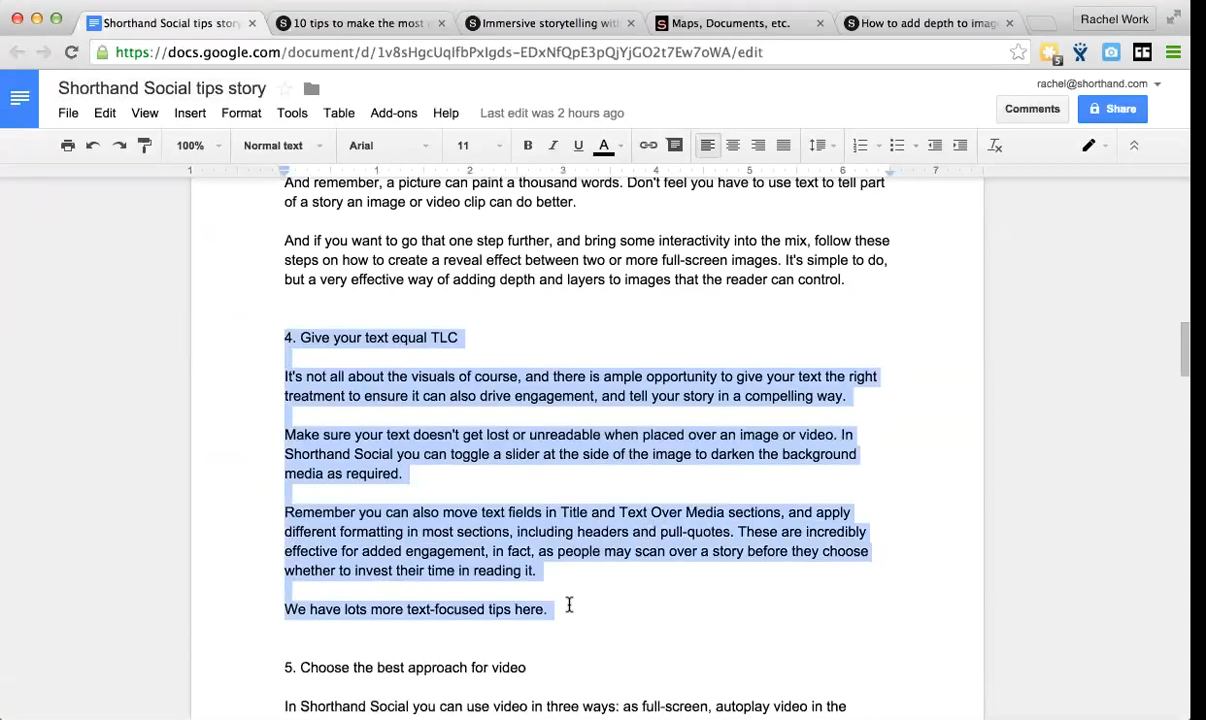 Shorthand Social tips story
10 tips to make the most
Immersive storytelling wit
Maps, Documents, etc.
How to add depth to imag
Rachel Work
https://docs.google.com/document/d/1v8sHgcUqIfbPxIgds-EDxNfQpE3pQjYjGO2t7Ew7oWA/edit
5
Shorthand Social tips story
rachel@shorthand.com
File Edit View Insert Format Table Tools Add-ons Help Last edit was 2 hours ago
Comments Share
100% Normal text Arial 11 B I U A
1 1 2 3 4 5 6 7
And remember, a picture can paint a thousand words. Don't feel you have to use text to tell part
of a story an image or video clip can do better.
And if you want to go that one step further, and bring some interactivity into the mix, follow these
steps on how to create a reveal effect between two or more full-screen images. It's simple to do,
but a very effective way of adding depth and layers to images that the reader can control.
4. Give your text equal TLC
It's not all about the visuals of course, and there is ample opportunity to give your text the right
treatment to ensure it can also drive engagement, and tell your story in a compelling way.
Make sure your text doesn't get lost or unreadable when placed over an image or video. In
Shorthand Social you can toggle a slider at the side of the image to darken the background
media as required.
Remember you can also move text fields in Title and Text Over Media sections, and apply
different formatting in most sections, including headers and pull-quotes. These are incredibly
effective for added engagement, in fact, as people may scan over a story before they choose
whether to invest their time in reading it.
We have lots more text-focused tips here.
5. Choose the best approach for video
In Shorthand Social you can use video in three ways: as full-screen, autoplay video in the